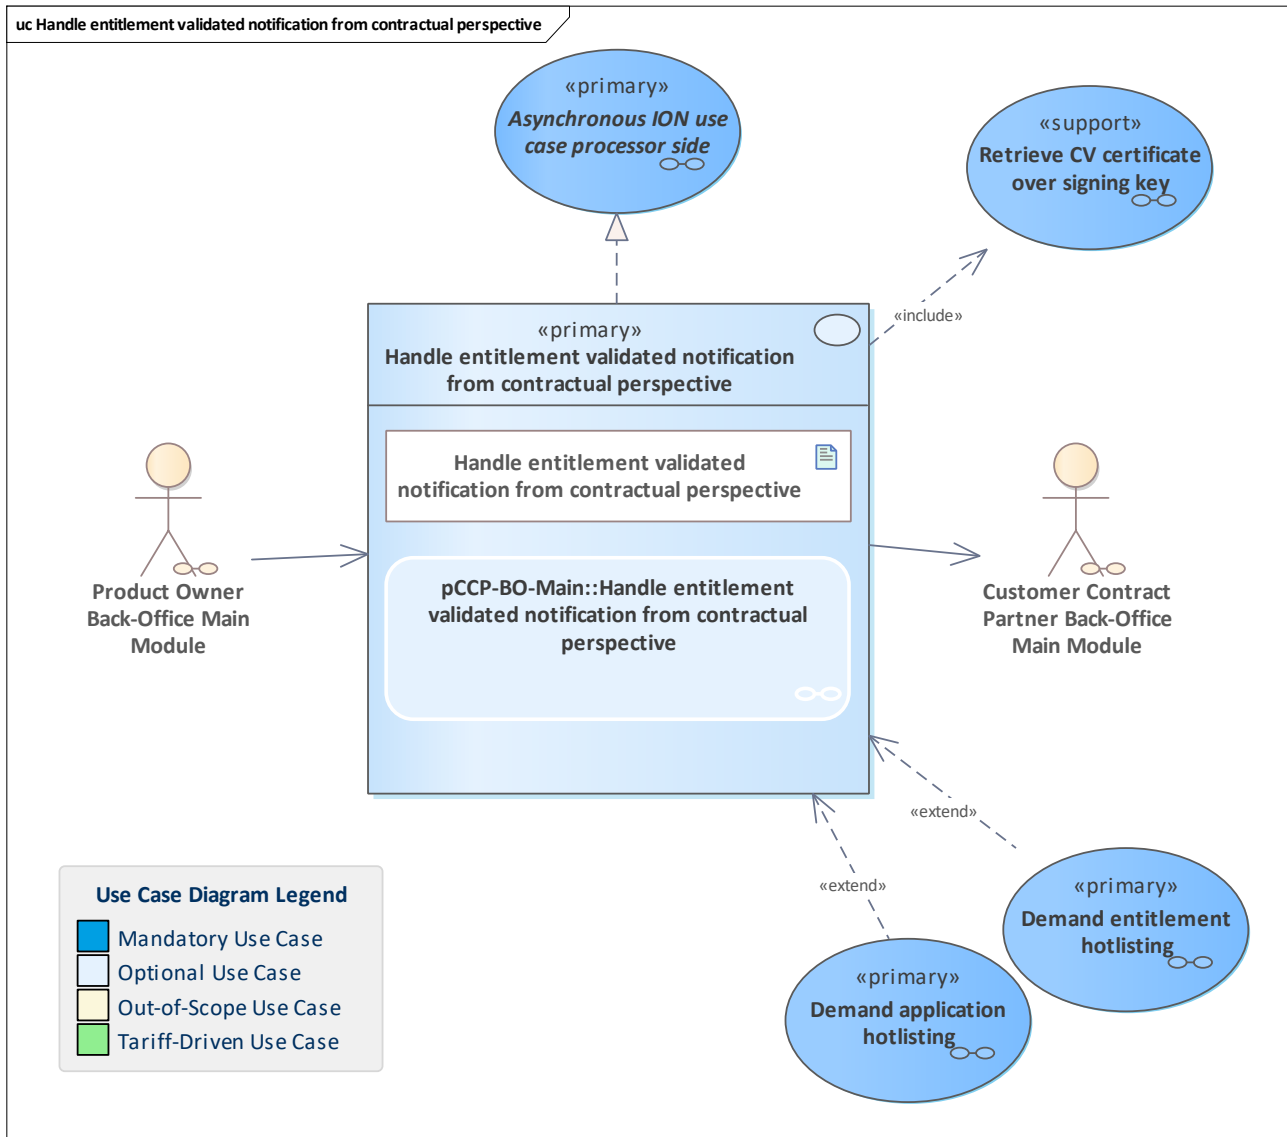 uc Handle entitlement validated notification from contractual perspective
«primary»
Asynchronous ION use
case processor side
«support»
Retrieve CV certificate
over signing key
«include»
«primary»
Handle entitlement validated notification
from contractual perspective
Handle entitlement validated
notification from contractual perspective
pCCP-BO-Main::Handle entitlement
validated notification from contractual
perspective
Product Owner
Back-Office Main
Module
Customer Contract
Partner Back-Office
Main Module
«extend»
«extend»
«primary»
Demand entitlement
hotlisting
«primary»
Demand application
hotlisting
Use Case Diagram Legend
Mandatory Use Case
Optional Use Case
Out-of-Scope Use Case
Tariff-Driven Use Case